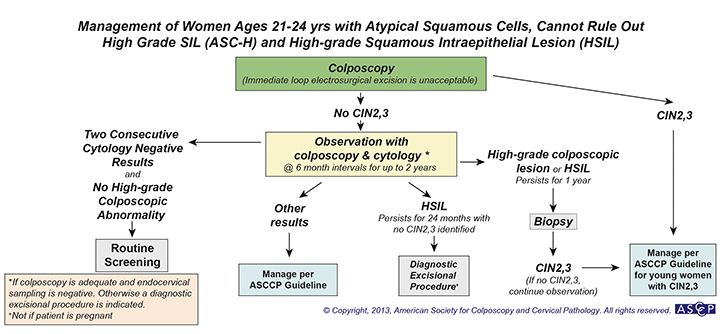 Management of Women Ages 21-24 yrs with Atypical Squamous Cells, Cannot Rule Out
High Grade SIL (ASC-H) and High-grade Squamous Intraepithelial Lesion (HSIL)
Colposcopy
(Immediate loop electrosurgical excision is unacceptable)
No CIN2,3
CIN2,3
Two Consecutive
Cytology Negative
Results
and
No High-grade
Colposcopic
Abnormality
Observation with
colposcopy & cytology *
@ 6 month intervals for up to 2 years
High-grade colposcopic
lesion or HSIL
Persists for 1 year
Other
results
HSIL
Persists for 24 months with
no CIN2,3 identified
Biopsy
Routine
Screening
Manage per
ASCCP Guideline
Diagnostic
Excisional
Procedure⁺
CIN2,3
(If no CIN2,3,
continue observation)
Manage per
ASCCP Guideline
for young women
with CIN2,3
*If colposcopy is adequate and endocervical
sampling is negative. Otherwise a diagnostic
excisional procedure is indicated.
⁺Not if patient is pregnant
© Copyright, 2013, American Society for Colposcopy and Cervical Pathology. All rights reserved.
ASCCP